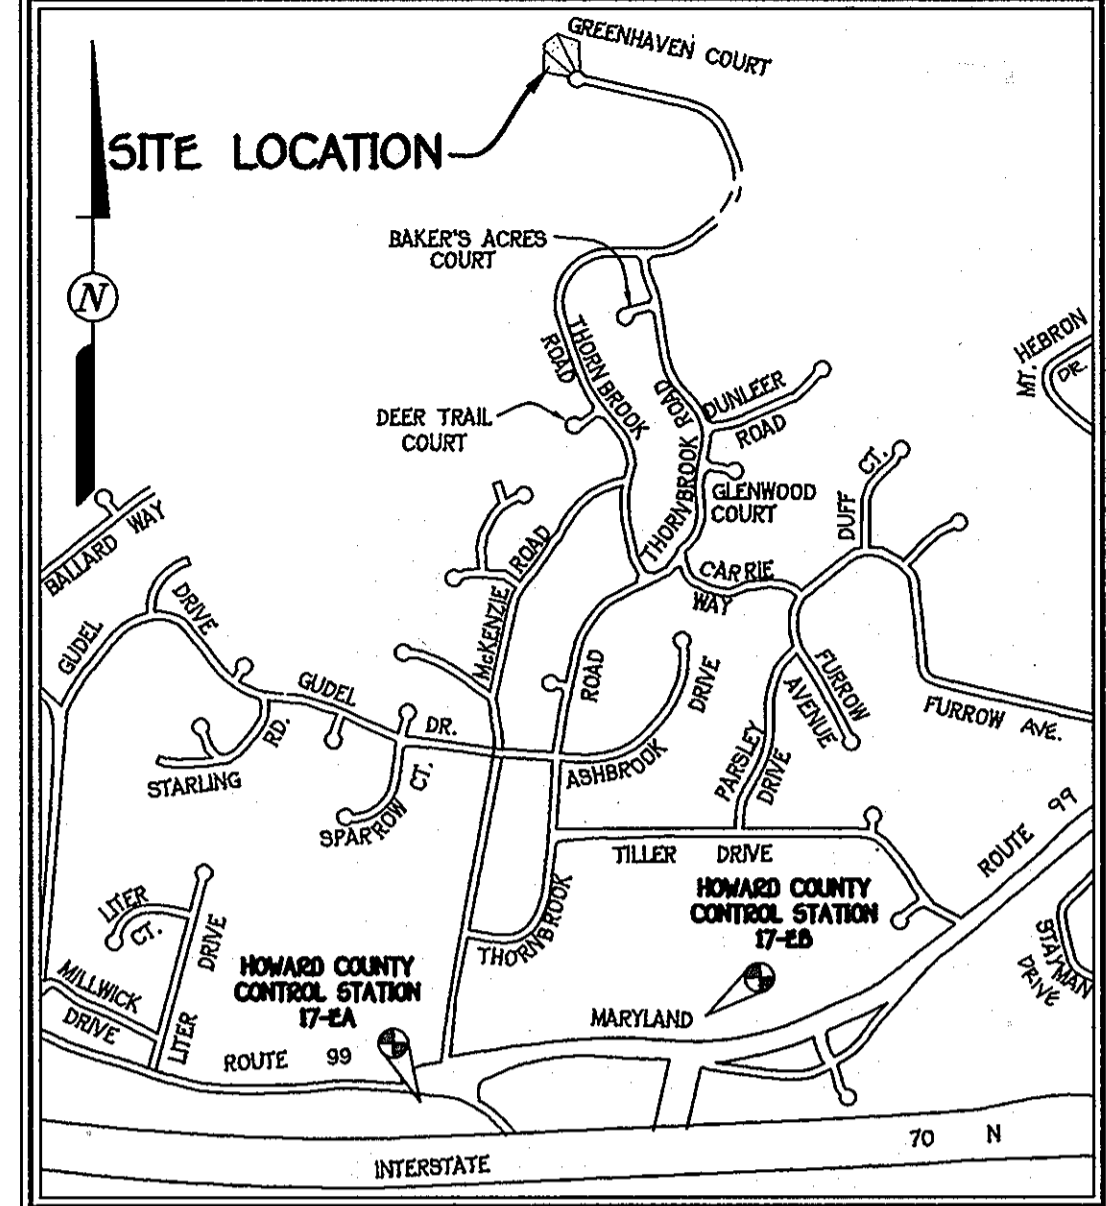 GREENHAVEN COURT
SITE LOCATION
BAKER'S ACRES
COURT
N
THORNBROOK
ROAD
MT. HEBRON
DR.
DUNLEER
ROAD
DEER TRAIL
COURT
THORNBROOK ROAD
GLENWOOD
COURT
DUFF CT.
BALLARD WAY
McKENZIE ROAD
CARRIE
WAY
GUDEL DRIVE
GUDEL DR.
ROAD
DRIVE
FURROW
AVENUE
FURROW AVE.
STARLING RD.
SPARROW CT.
ASHBROOK
PARSLEY
DRIVE
TILLER DRIVE
ROUTE 99
LITER
CT.
LITER DRIVE
THORNBROOK
HOWARD COUNTY
CONTROL STATION
17-EB
STAYMAN
DRIVE
MILLWICK
DRIVE
HOWARD COUNTY
CONTROL STATION
17-EA
MARYLAND
ROUTE 99
INTERSTATE 70 N